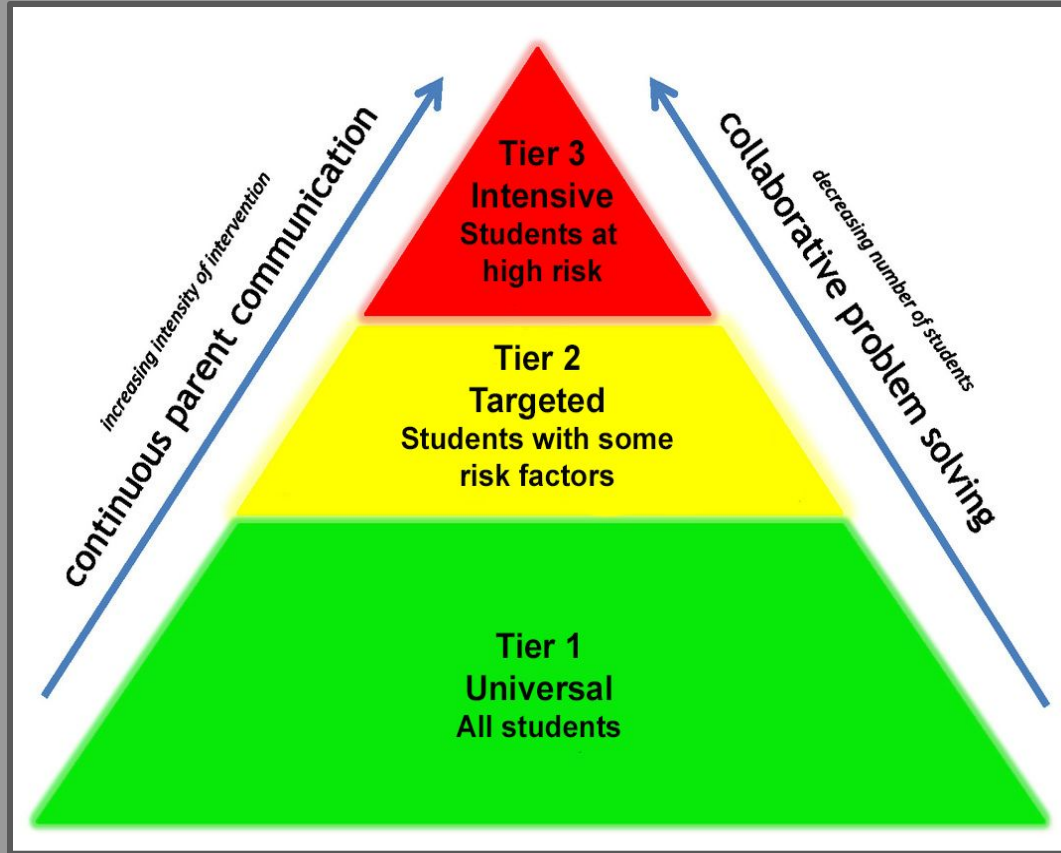 Tier 3
Intensive
Students at
high risk
Tier 2
Targeted
Students with some
risk factors
Tier 1
Universal
All students
increasing intensity of intervention
continuous parent communication
decreasing number of students
collaborative problem solving